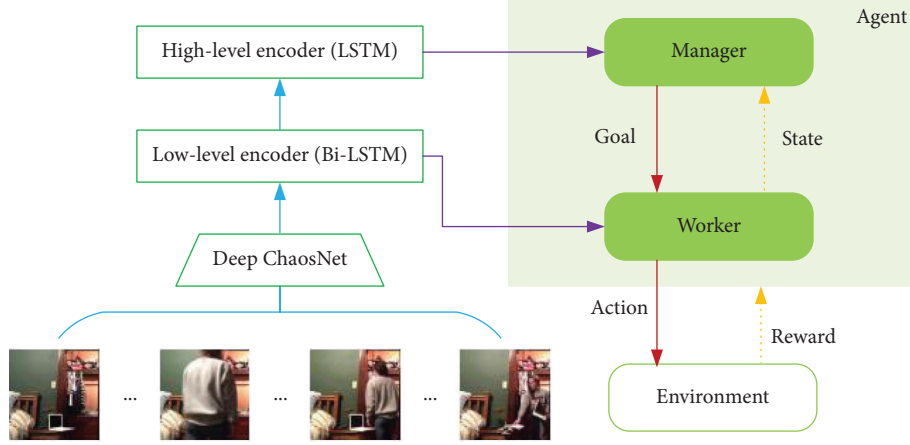 Agent
High-level encoder (LSTM)
Manager
Goal
State
Low-level encoder (Bi-LSTM)
Worker
Deep ChaosNet
Action
Reward
... ... ...
Environment